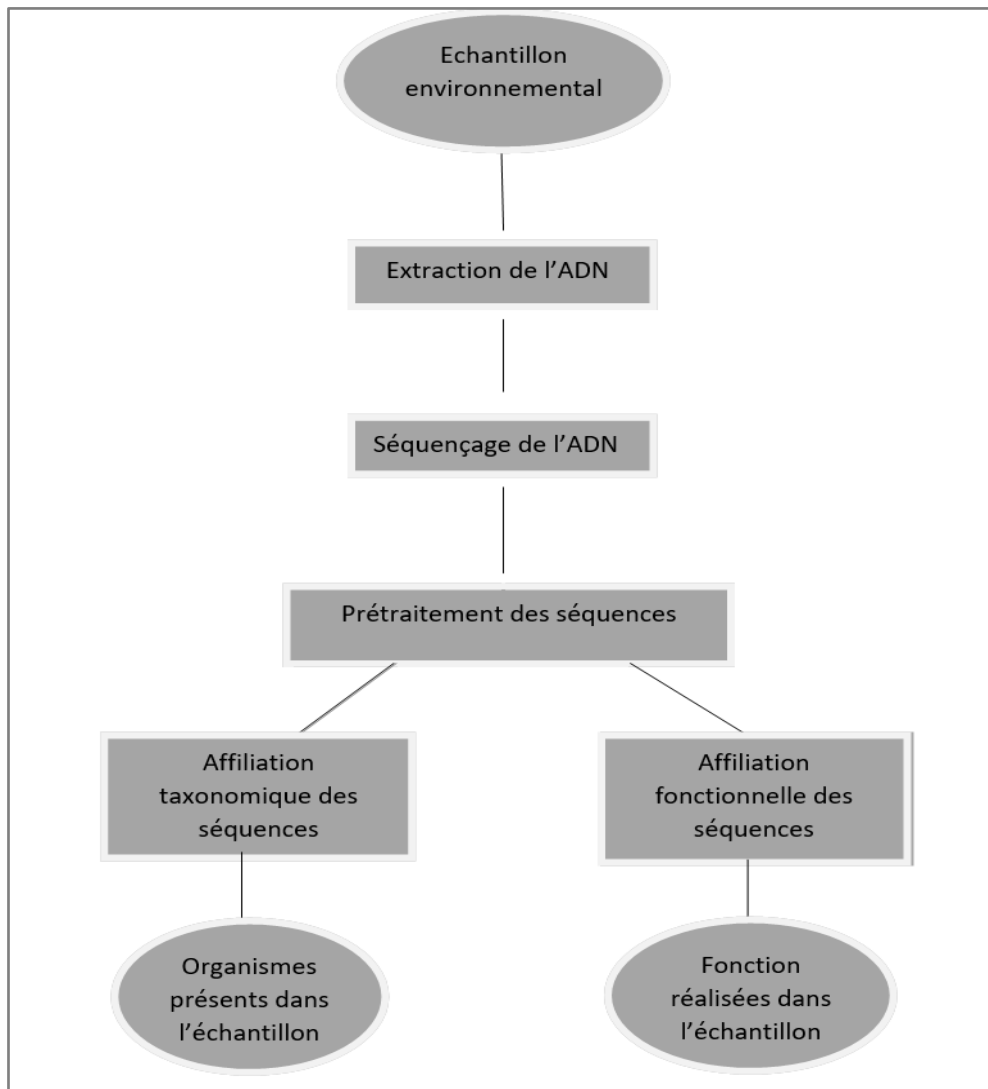 Echantillon
environnemental
Extraction de l'ADN
Séquençage de l'ADN
Prétraitement des séquences
Affiliation
taxonomique des
séquences
Affiliation
fonctionnelle des
séquences
Organismes
présents dans
l'échantillon
Fonction
réalisées dans
l'échantillon